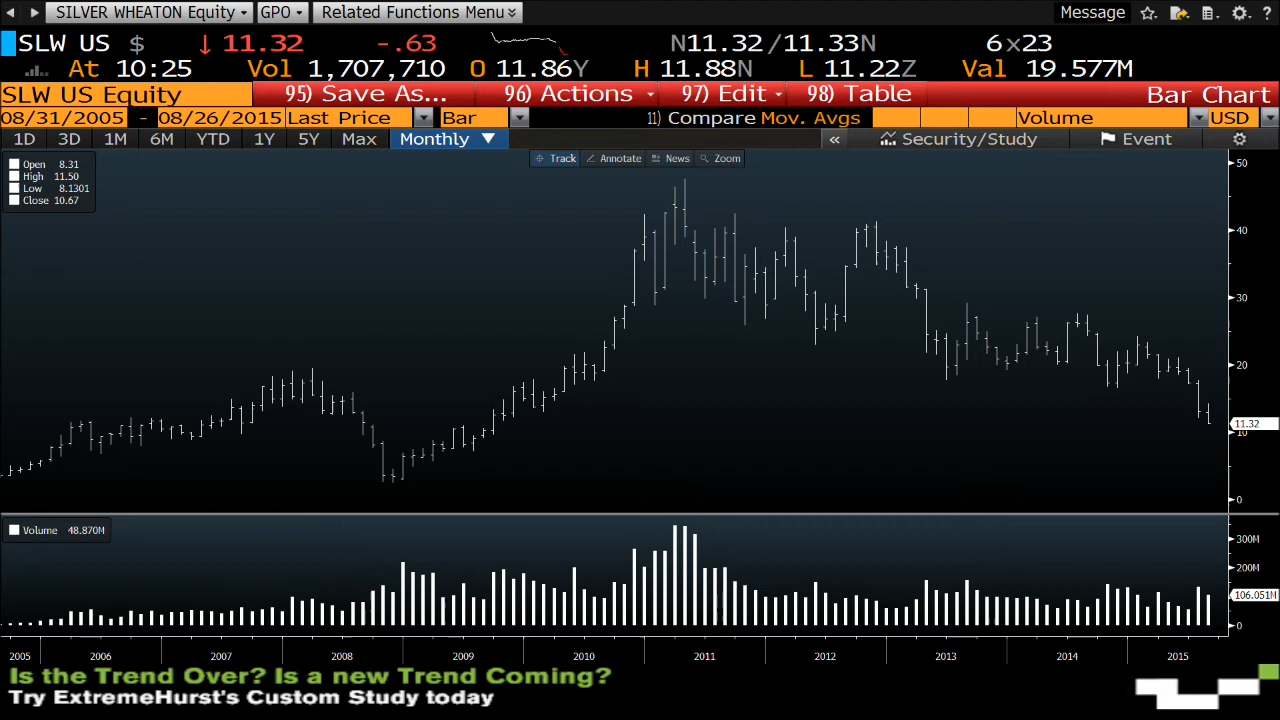 SILVER WHEATON Equity GPO Related Functions Menu Message ?
SLW US $ ↓ 11.32 -.63 N11.32 /11.33N 6x23
At 10:25 Vol 1,707,710 O 11.86Y H 11.88N L 11.22Z Val 19.577M
SLW US Equity 95) Save As... 96) Actions 97) Edit 98) Table Bar Chart
08/31/2005 - 08/26/2015 Last Price Bar 11) Compare Mov. Avgs Volume USD
1D 3D 1M 6M YTD 1Y 5Y Max Monthly ▼ « Security/Study Event
Track Annotate News Zoom
Open 8.31
High 11.50
Low 8.1301
Close 10.67
50
40
30
20
11.32
10
0
Volume 48.870M
300M
200M
106.051M
0
2005 2006 2007 2008 2009 2010 2011 2012 2013 2014 2015
Is the Trend Over? Is a new Trend Coming?
Try ExtremeHurst's Custom Study today